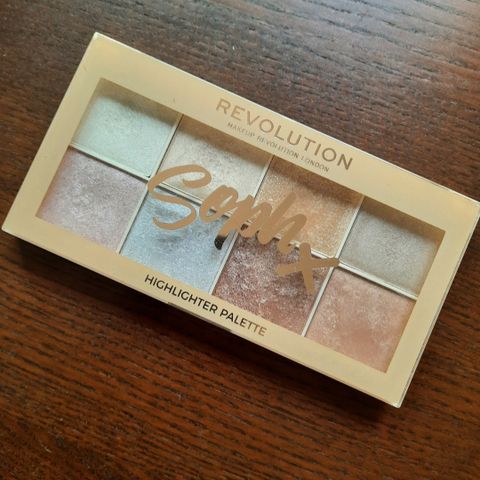 REVOLUTION
MAKEUP REVOLUTION LONDON
Soph x
HIGHLIGHTER PALETTE